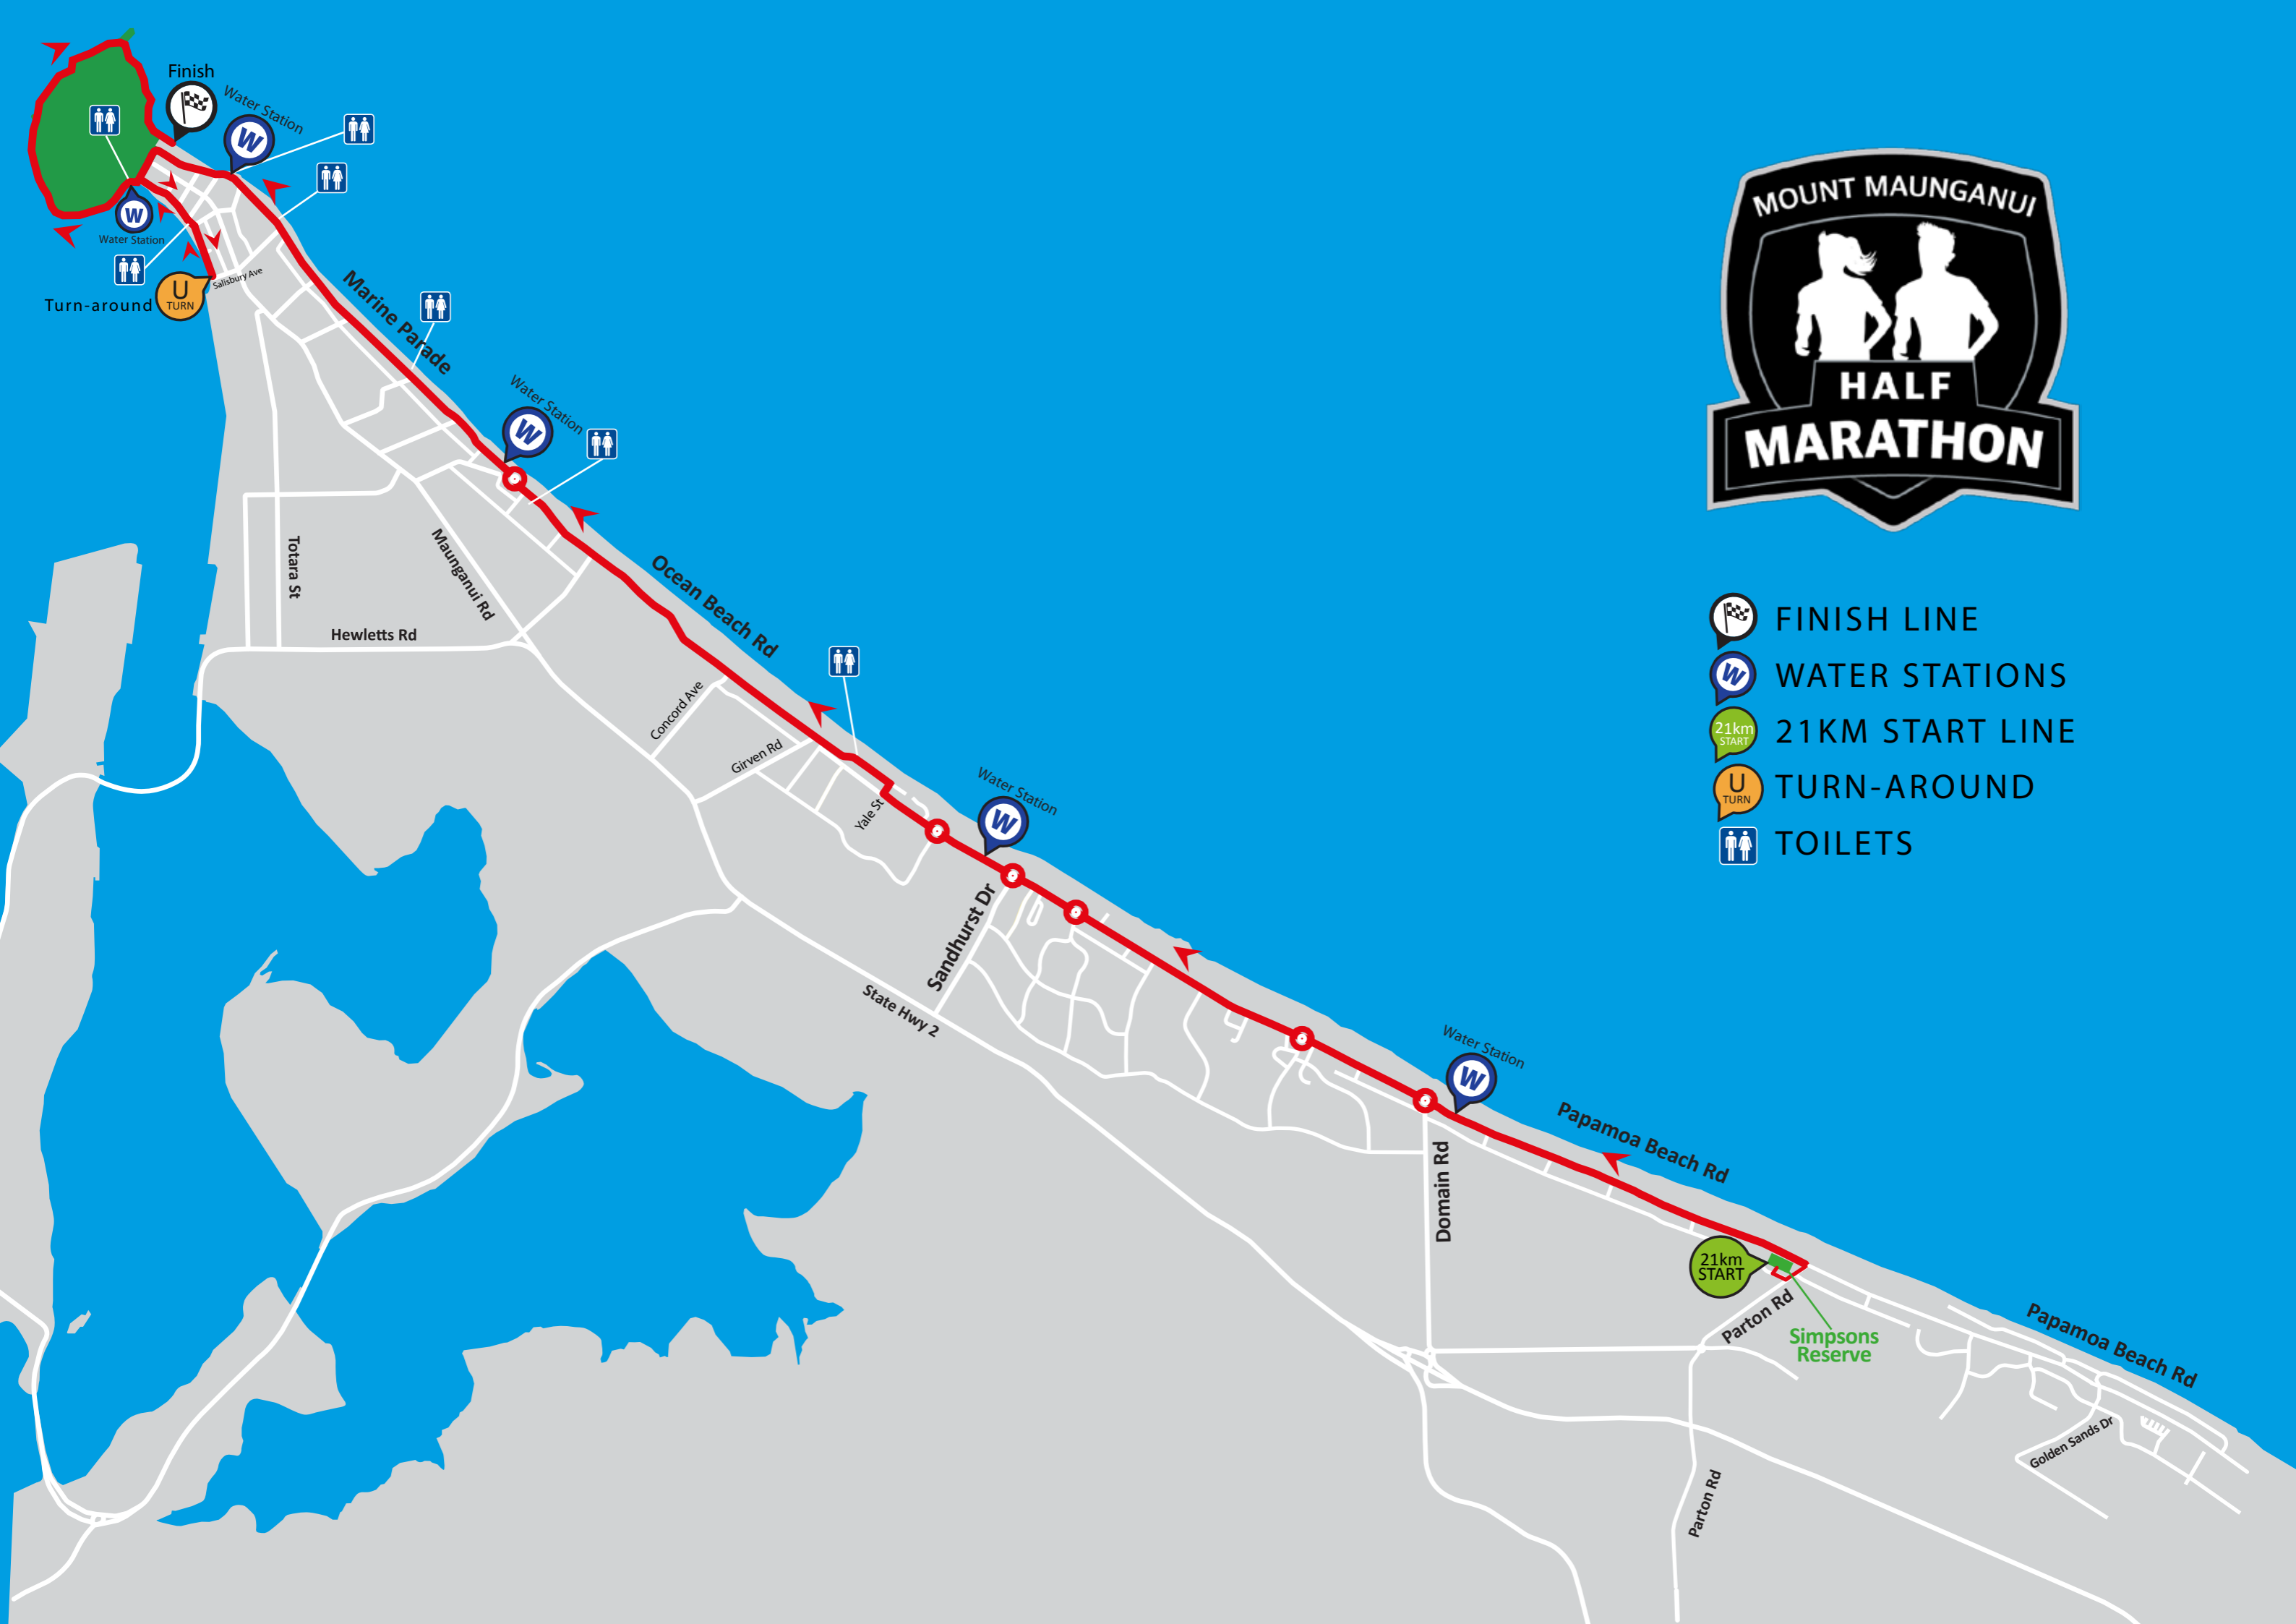 Finish
Water Station
W
W
Water Station
Salisbury Ave
U
TURN
Turn-around
Marine Parade
Water Station
W
Ocean Beach Rd
Totara St
Maunganui Rd
Hewletts Rd
Concord Ave
Girven Rd
Yale St
Water Station
W
Sandhurst Dr
State Hwy 2
Water Station
W
Papamoa Beach Rd
Domain Rd
21km
START
Parton Rd
Simpsons
Reserve
Papamoa Beach Rd
Golden Sands Dr
Parton Rd
MOUNT MAUNGANUI
HALF
MARATHON
FINISH LINE
W
WATER STATIONS
21km
START
21KM START LINE
U
TURN
TURN-AROUND
TOILETS